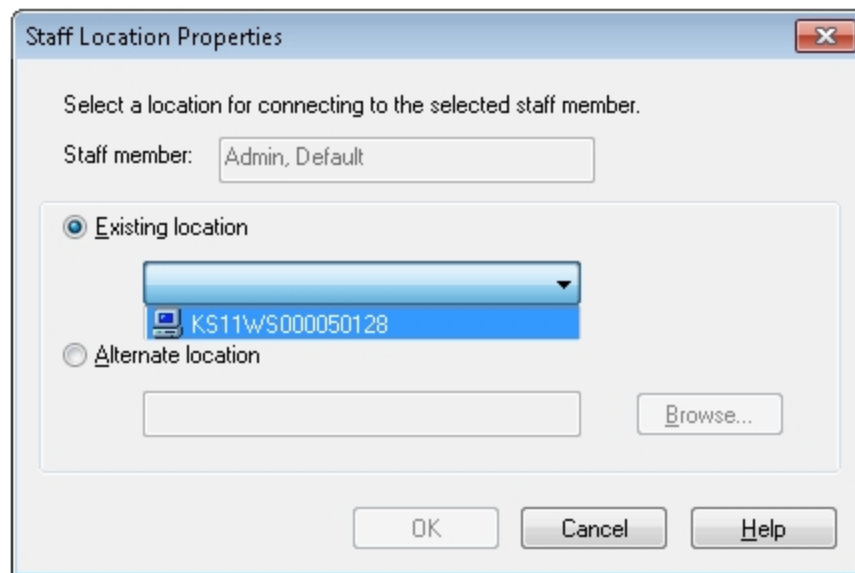 Staff Location Properties
Select a location for connecting to the selected staff member.
Staff member: Admin, Default
Existing location
KS11WS000050128
Alternate location
Browse...
OK Cancel Help